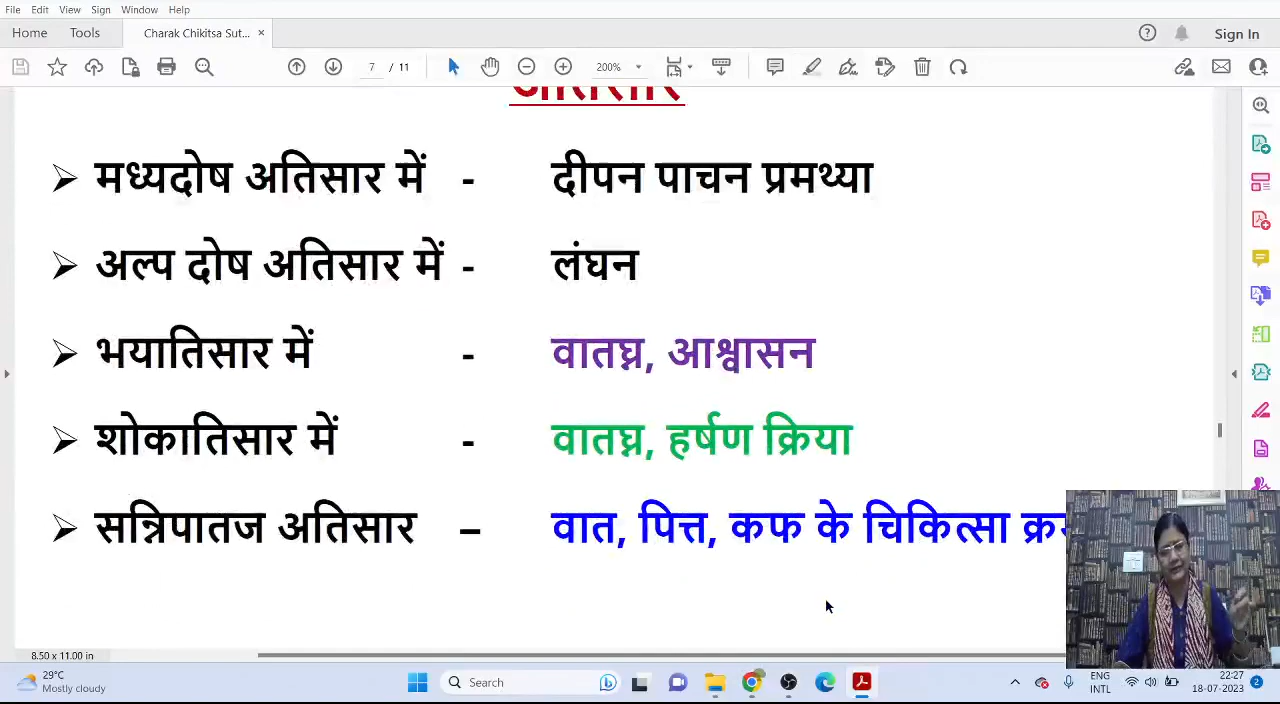 File Edit View Sign Window Help
Home Tools Charak Chikitsa Sut... × Sign In
7 / 11 200%
अतिसार
➢ मध्यदोष अतिसार में - दीपन पाचन प्रमथ्या
➢ अल्प दोष अतिसार में - लंघन
➢ भयातिसार में - वातघ्न, आश्वासन
➢ शोकातिसार में - वातघ्न, हर्षण क्रिया
➢ सन्निपातज अतिसार – वात, पित्त, कफ के चिकित्सा
8.50 x 11.00 in
29°C
Mostly cloudy
Search
ENG
INTL
22:27
18-07-2023
2